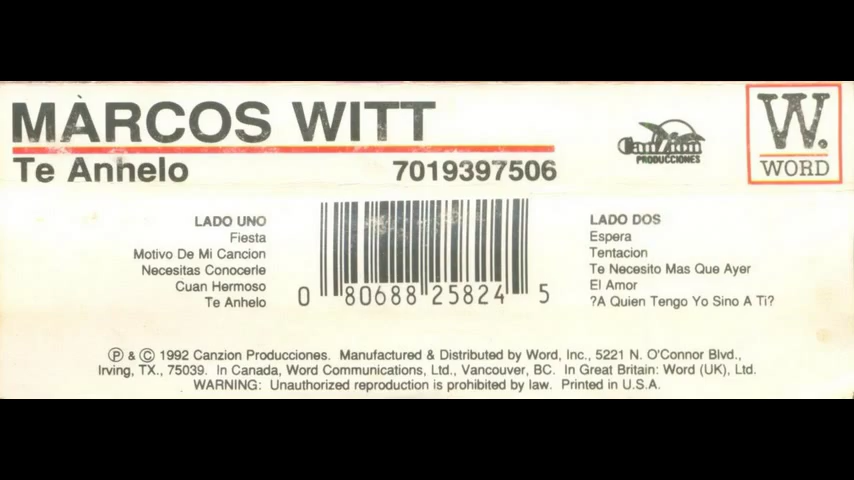 MARCOS WITT
Te Anhelo
7019397506
CanZion
PRODUCCIONES
W.
WORD
LADO UNO
Fiesta
Motivo De Mi Cancion
Necesitas Conocerle
Cuan Hermoso
Te Anhelo
0 80688 25824 5
LADO DOS
Espera
Tentacion
Te Necesito Mas Que Ayer
El Amor
?A Quien Tengo Yo Sino A Ti?
Ⓟ & © 1992 Canzion Producciones. Manufactured & Distributed by Word, Inc., 5221 N. O'Connor Blvd.,
Irving, TX., 75039. In Canada, Word Communications, Ltd., Vancouver, BC. In Great Britain: Word (UK), Ltd.
WARNING: Unauthorized reproduction is prohibited by law. Printed in U.S.A.